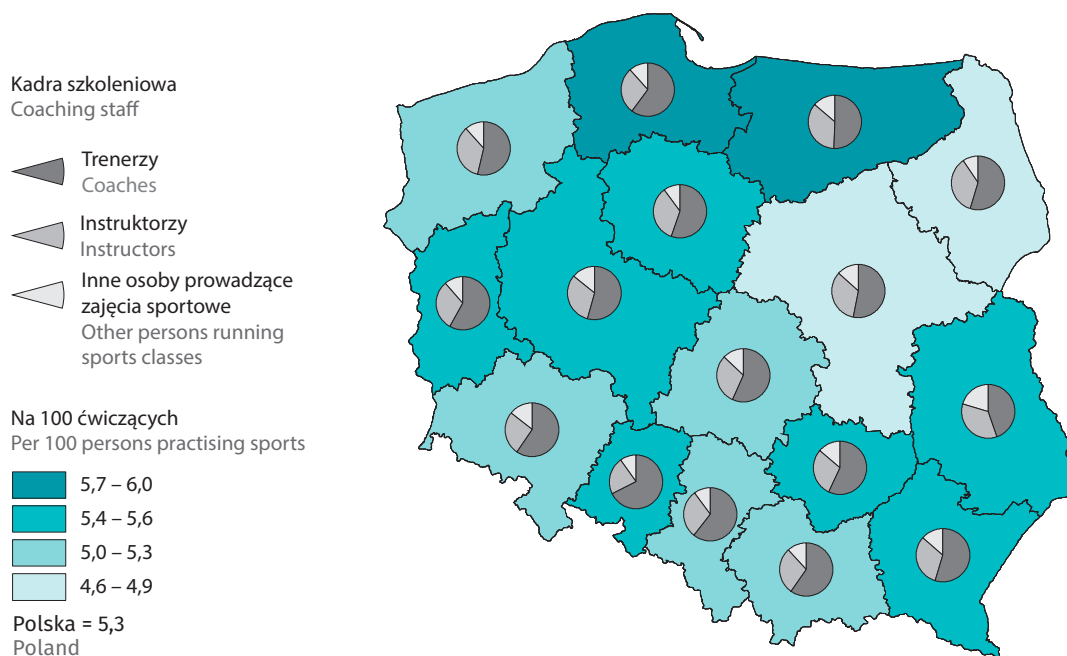 Kadra szkoleniowa
Coaching staff
Trenerzy
Coaches
Instruktorzy
Instructors
Inne osoby prowadzące
zajęcia sportowe
Other persons running
sports classes
Na 100 ćwiczących
Per 100 persons practising sports
5,7 – 6,0
5,4 – 5,6
5,0 – 5,3
4,6 – 4,9
Polska = 5,3
Poland